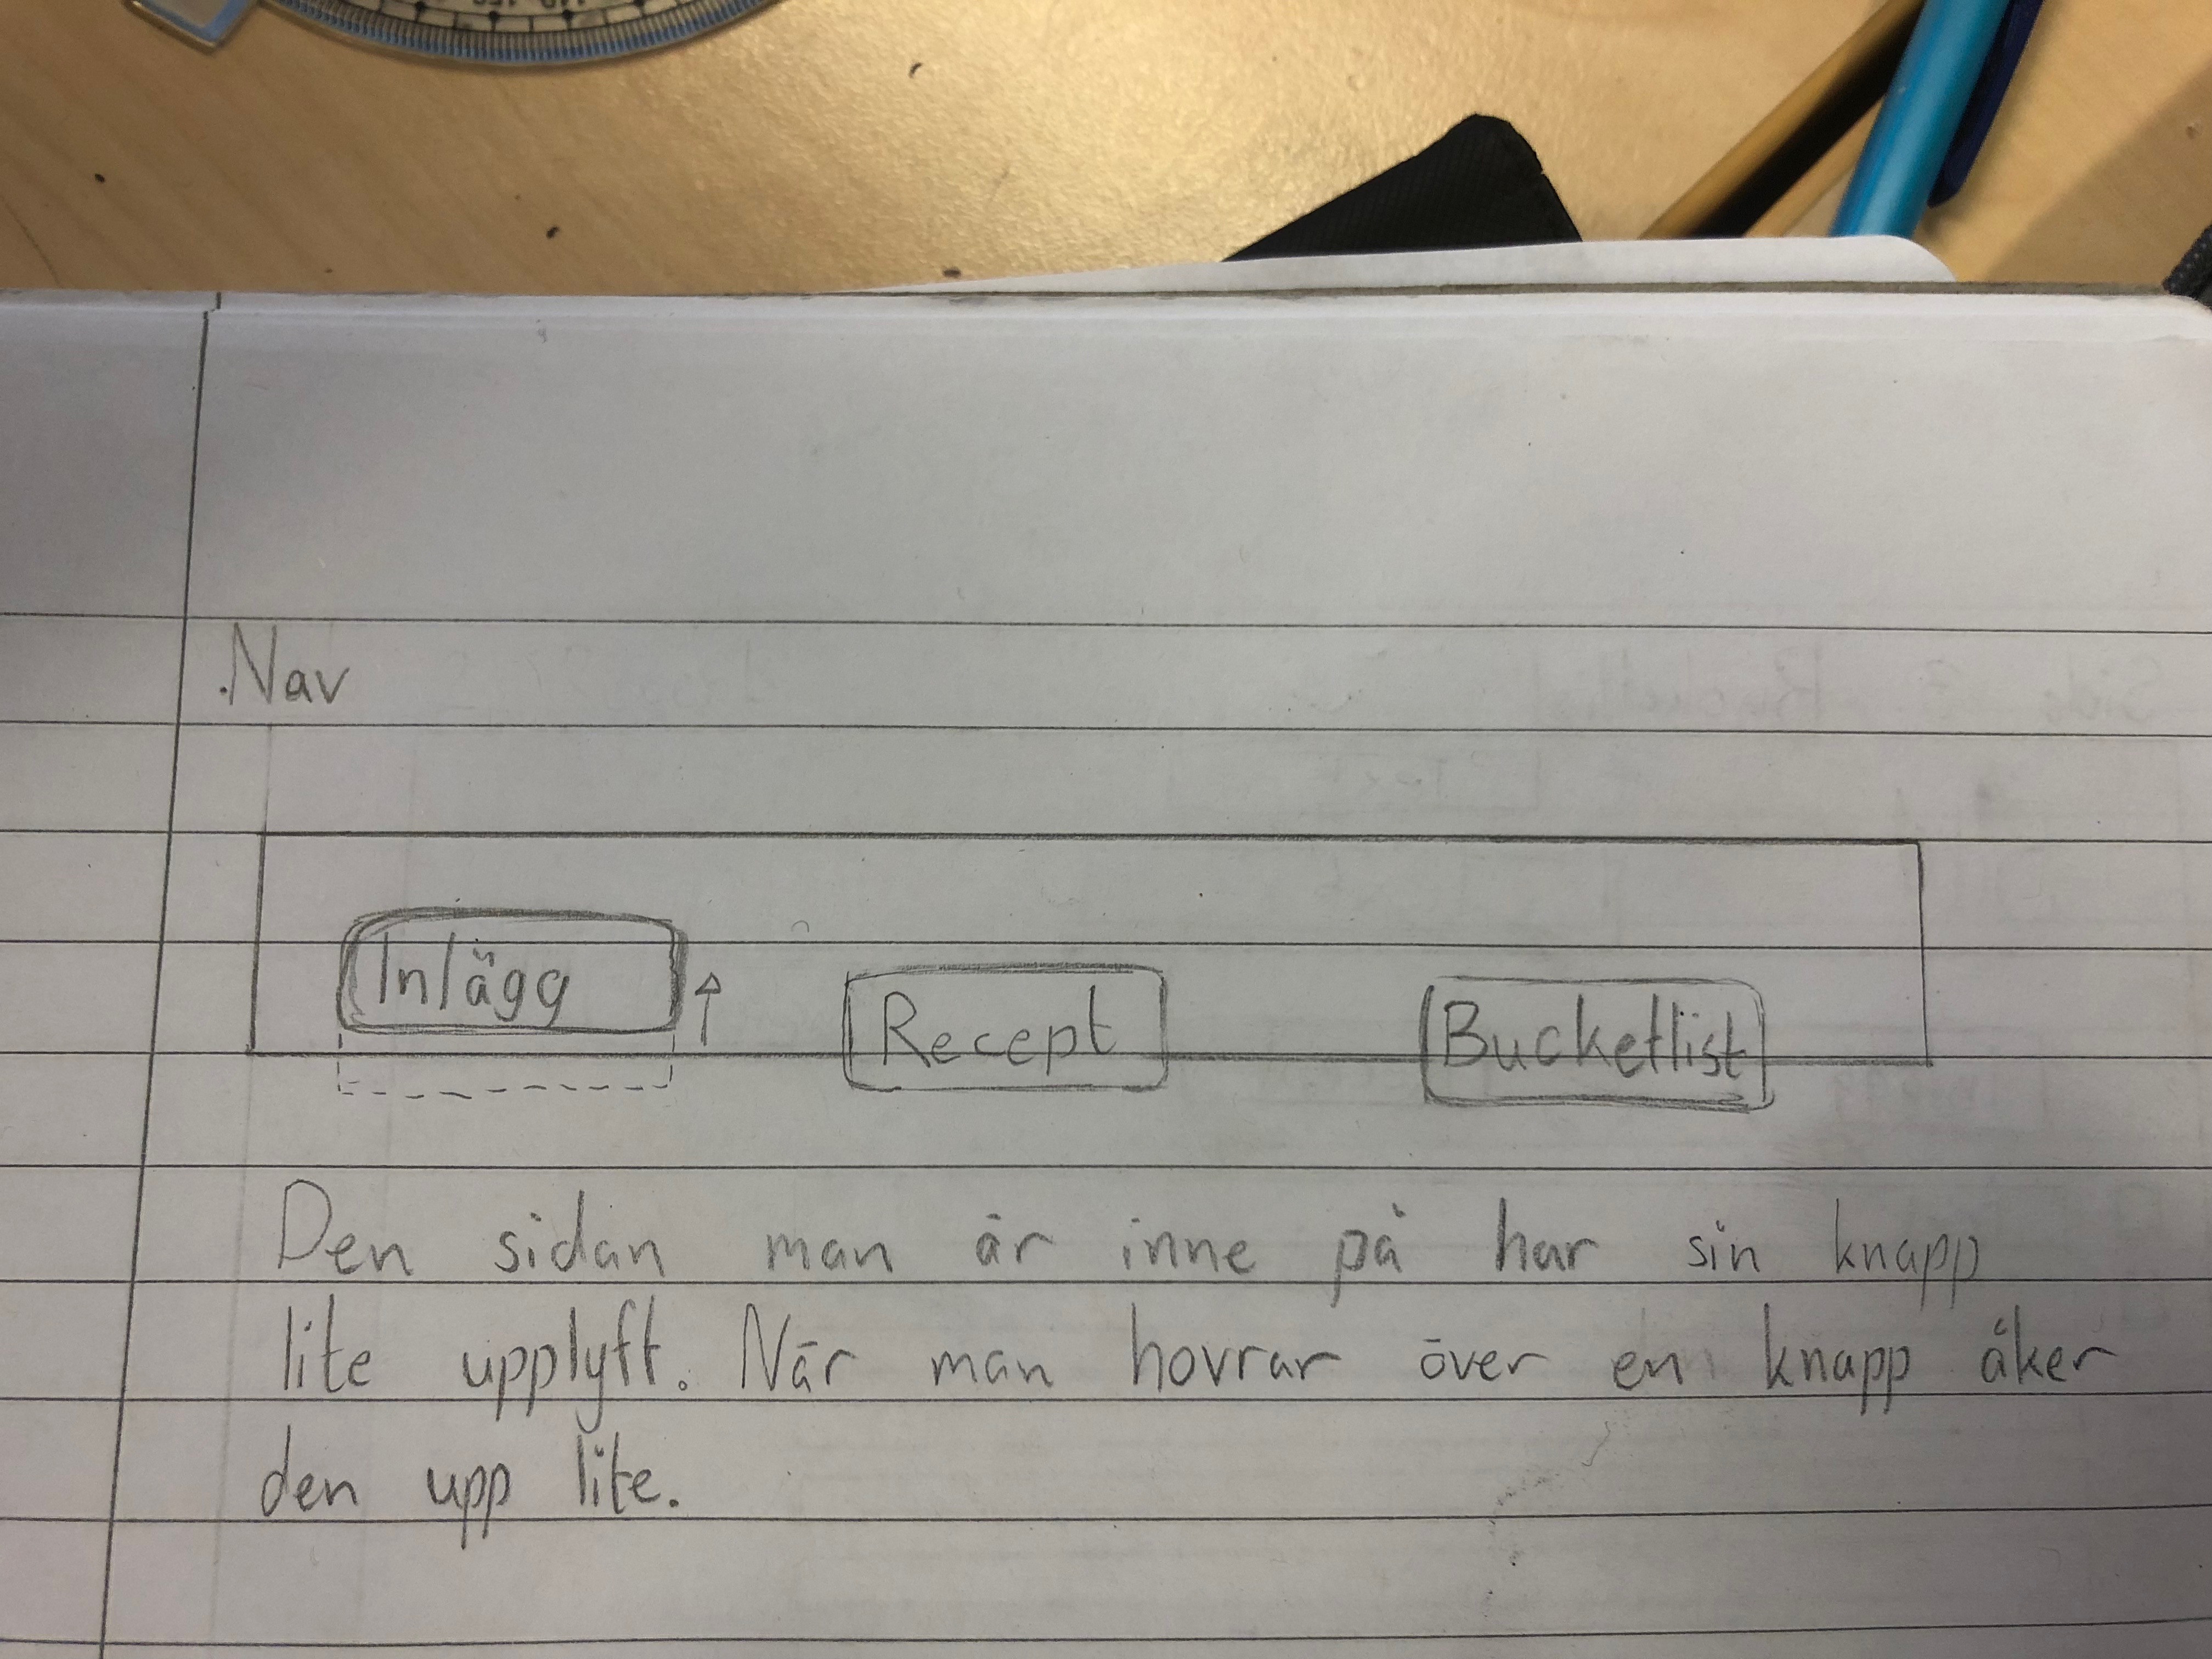 .Nav
Inlägg
Recept
Bucketlist
Den sidan man är inne på har sin knapp
lite upplyft. När man hovrar över en knapp åker
den upp lite.